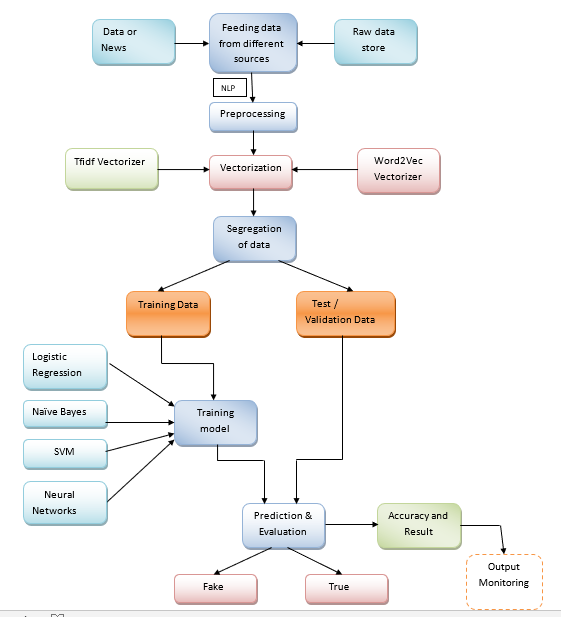 Data or
News
Feeding data
from different
sources
Raw data
store
NLP
Preprocessing
Tfidf Vectorizer
Vectorization
Word2Vec
Vectorizer
Segregation
of data
Training Data
Test /
Validation Data
Logistic
Regression
Naïve Bayes
SVM
Neural
Networks
Training
model
Prediction &
Evaluation
Accuracy and
Result
Output
Monitoring
Fake
True